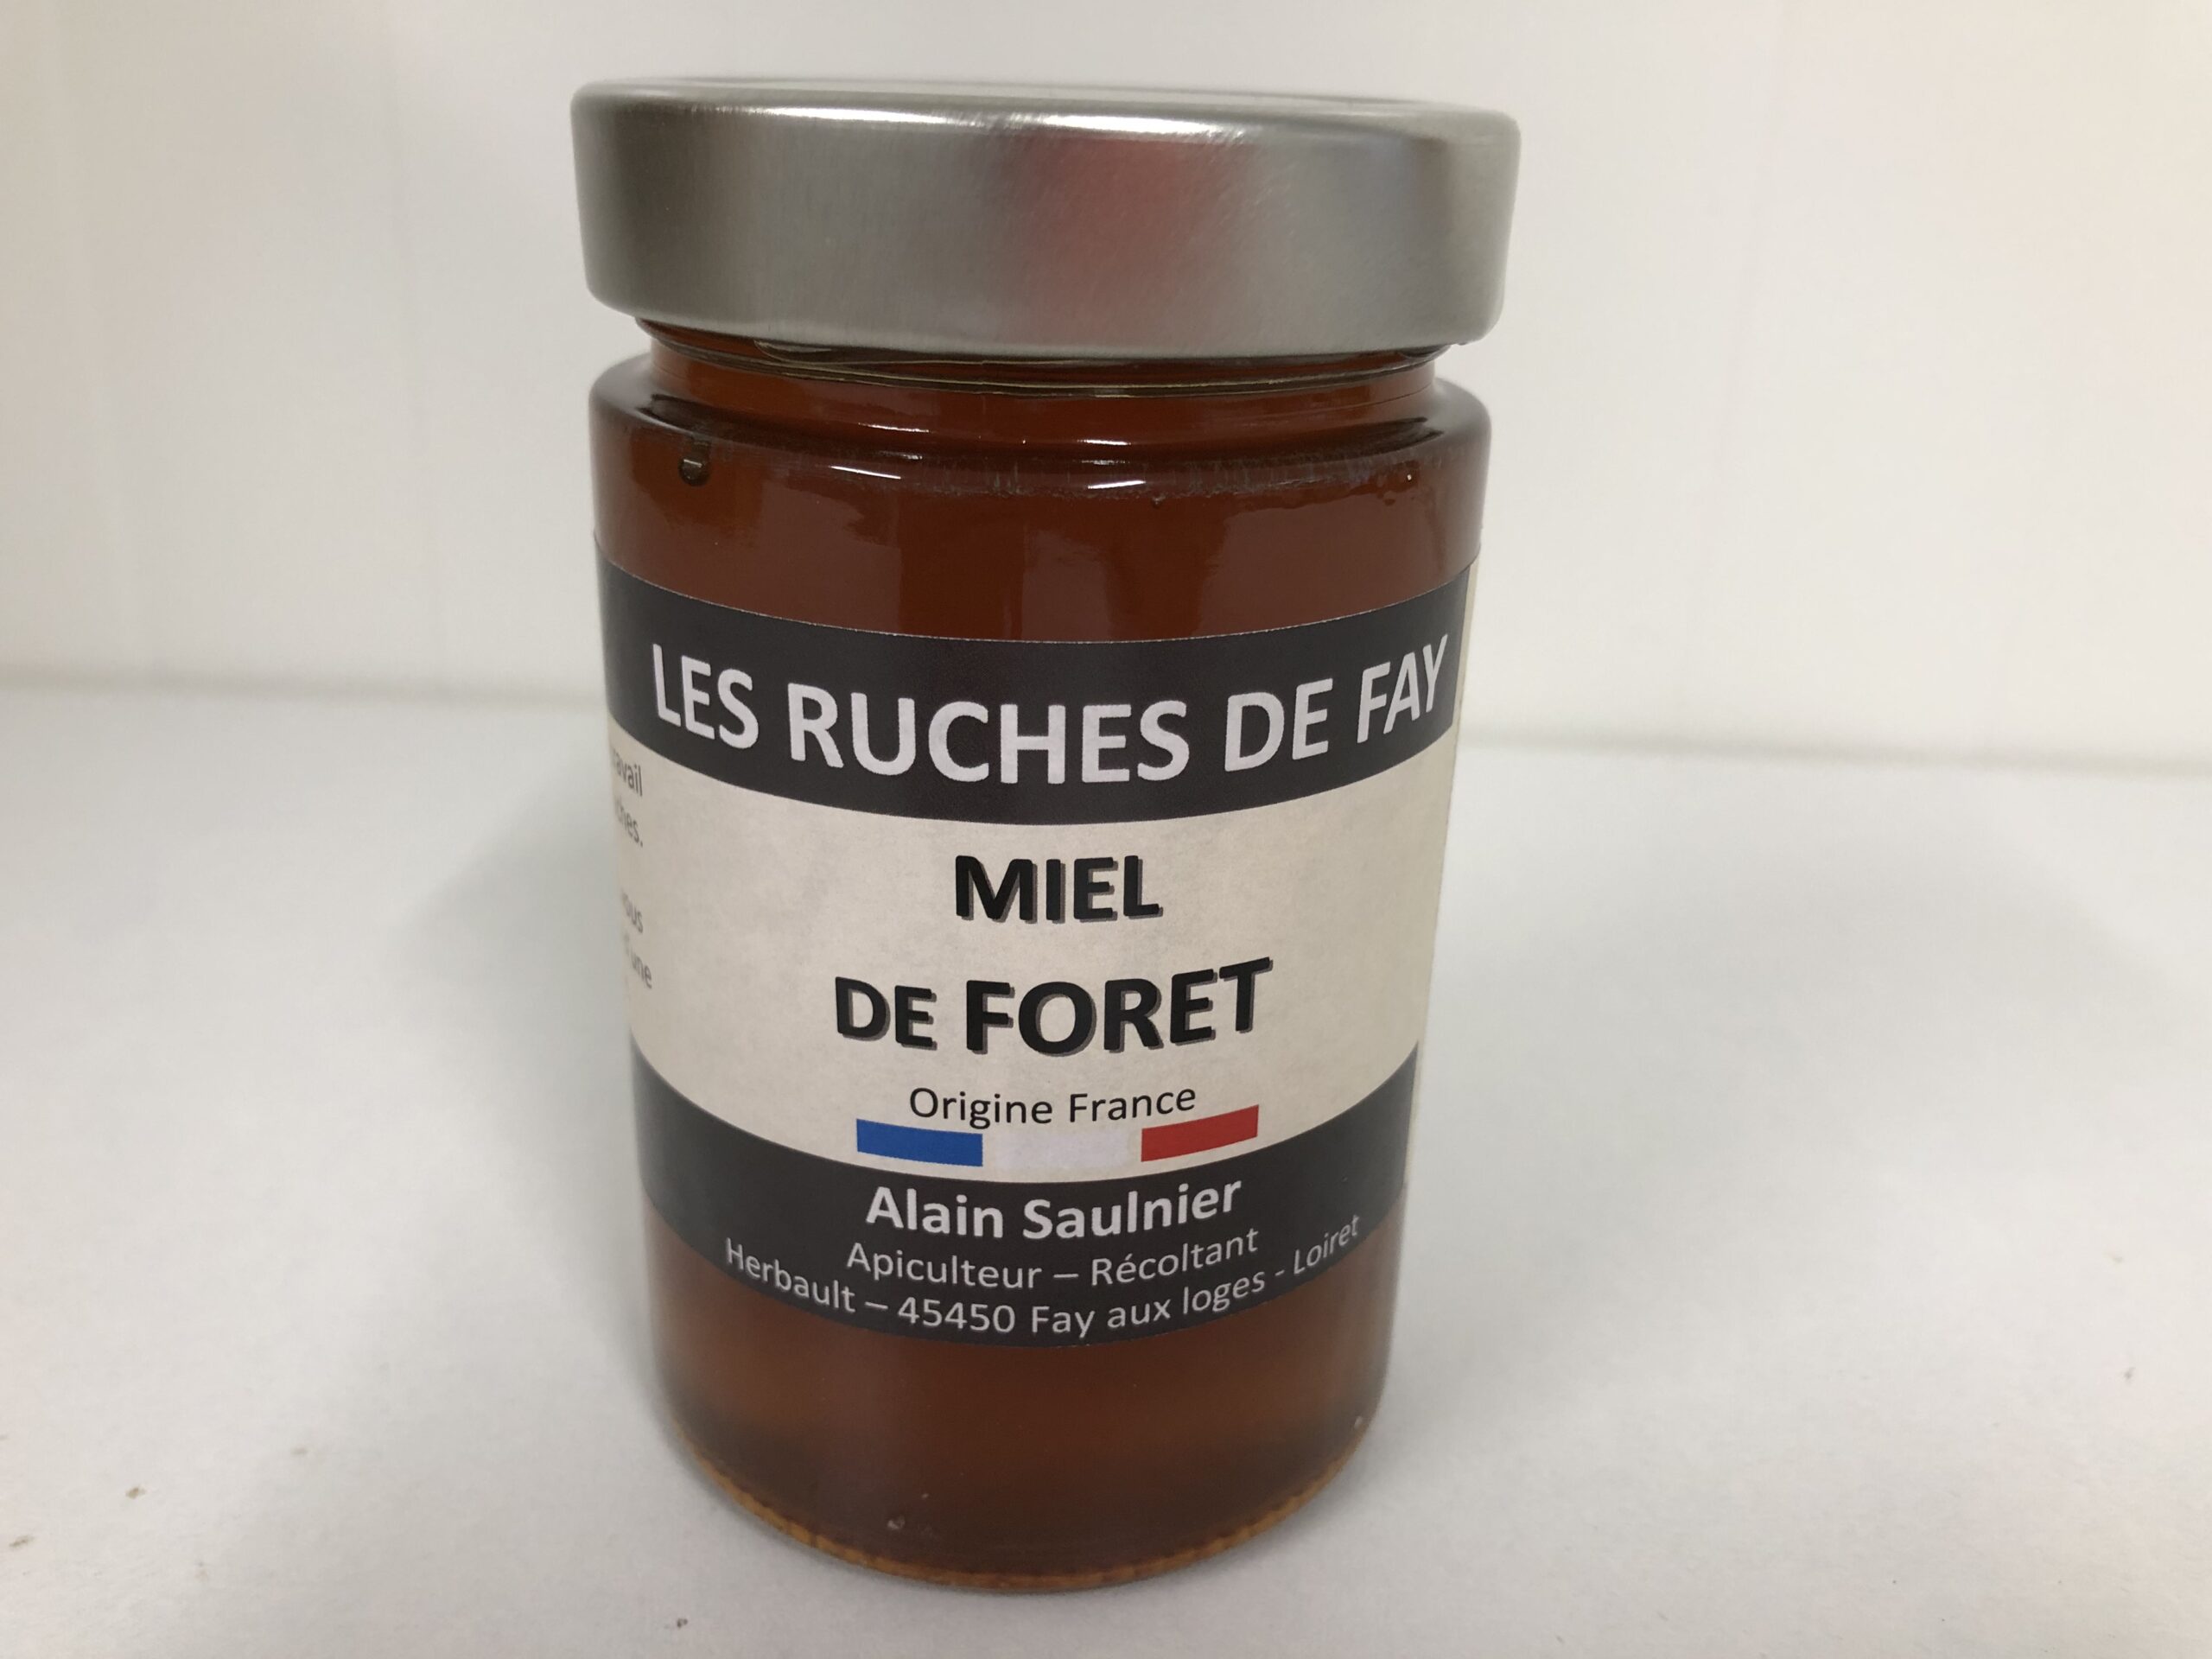 LES RUCHES DE FAY
MIEL
DE FORET
Origine France
Alain Saulnier
Apiculteur – Récoltant
Herbault – 45450 Fay aux loges - Loiret